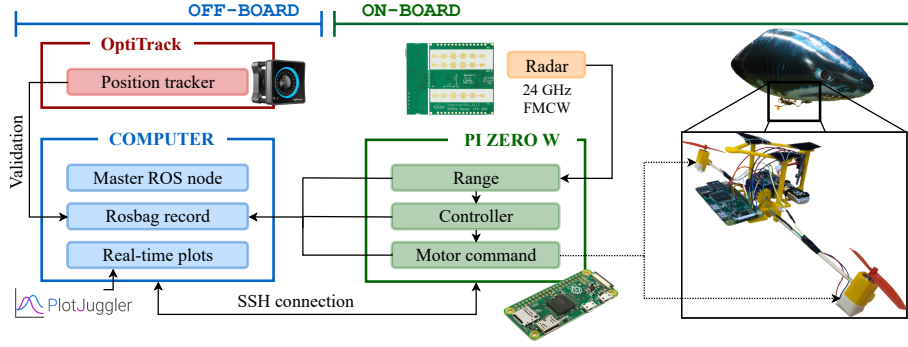 OFF-BOARD
ON-BOARD
OptiTrack
Position tracker
Radar
24 GHz
FMCW
Validation
COMPUTER
Master ROS node
Rosbag record
Real-time plots
PI ZERO W
Range
Controller
Motor command
PlotJuggler
SSH connection